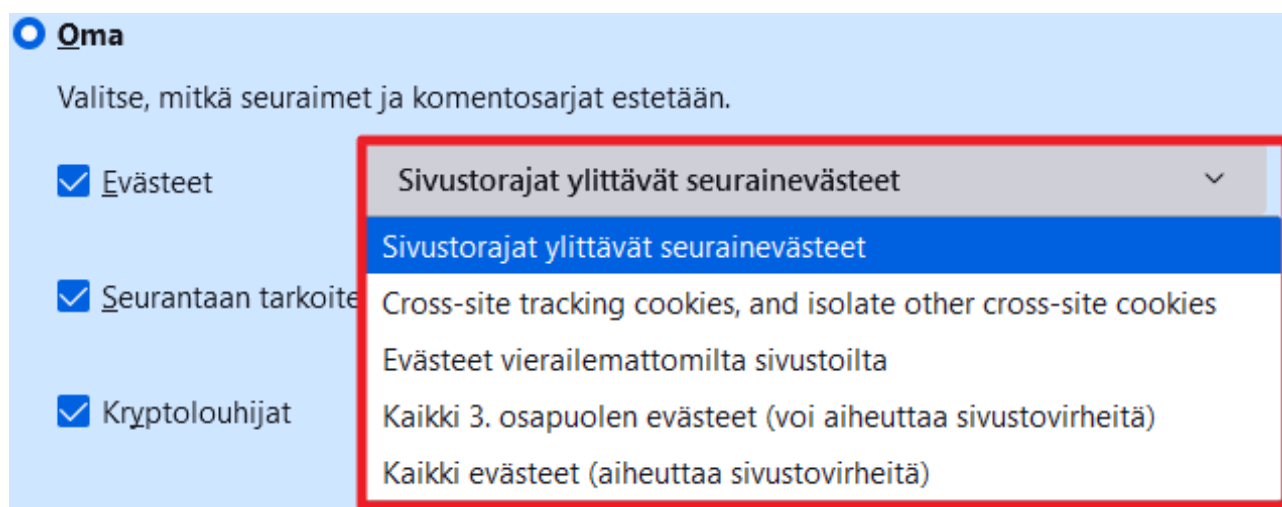 Oma
Valitse, mitkä seuraimet ja komentosarjat estetään.
Evästeet
Sivustorajat ylittävät seurainevästeet
Sivustorajat ylittävät seurainevästeet
Seurantaan tarkoite
Cross-site tracking cookies, and isolate other cross-site cookies
Evästeet vierailemattomilta sivustoilta
Kryptolouhijat
Kaikki 3. osapuolen evästeet (voi aiheuttaa sivustovirheitä)
Kaikki evästeet (aiheuttaa sivustovirheitä)